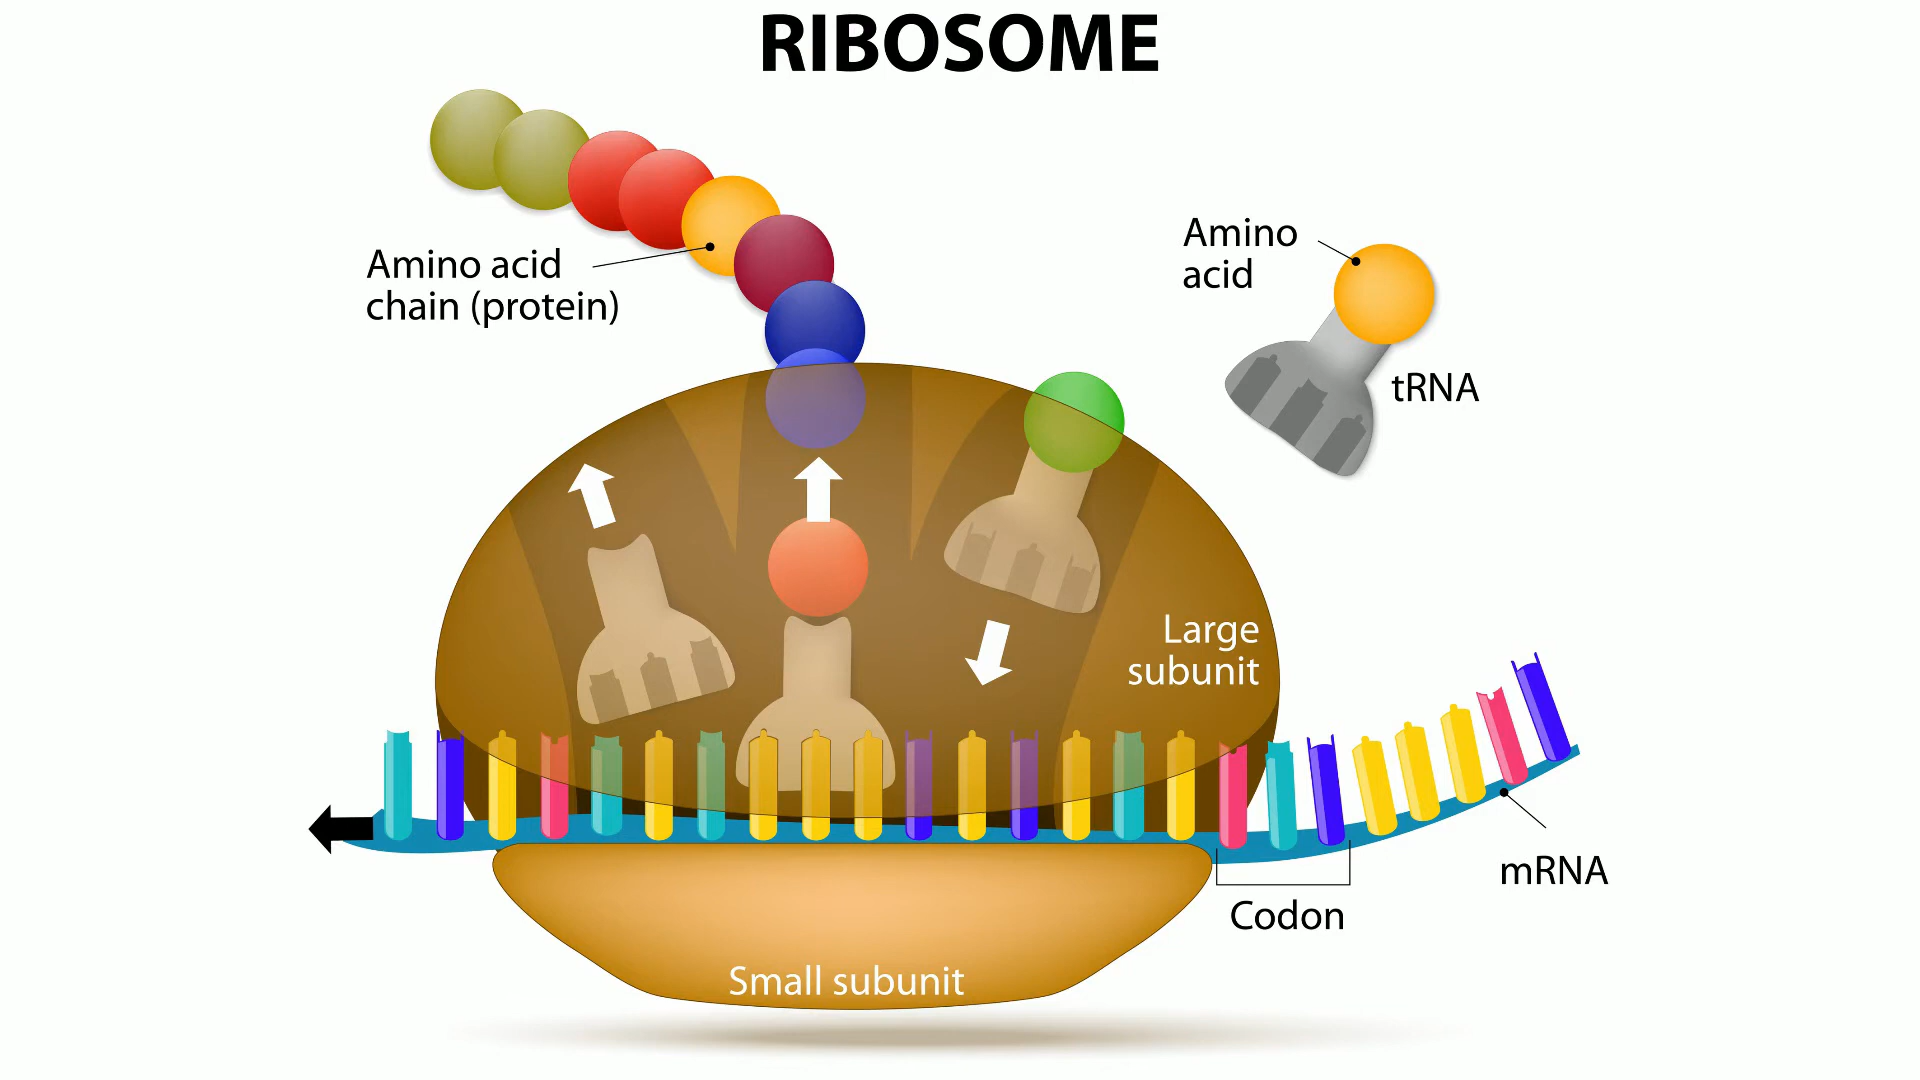 RIBOSOME
Amino acid
chain (protein)
Amino
acid
tRNA
Large
subunit
mRNA
Codon
Small subunit